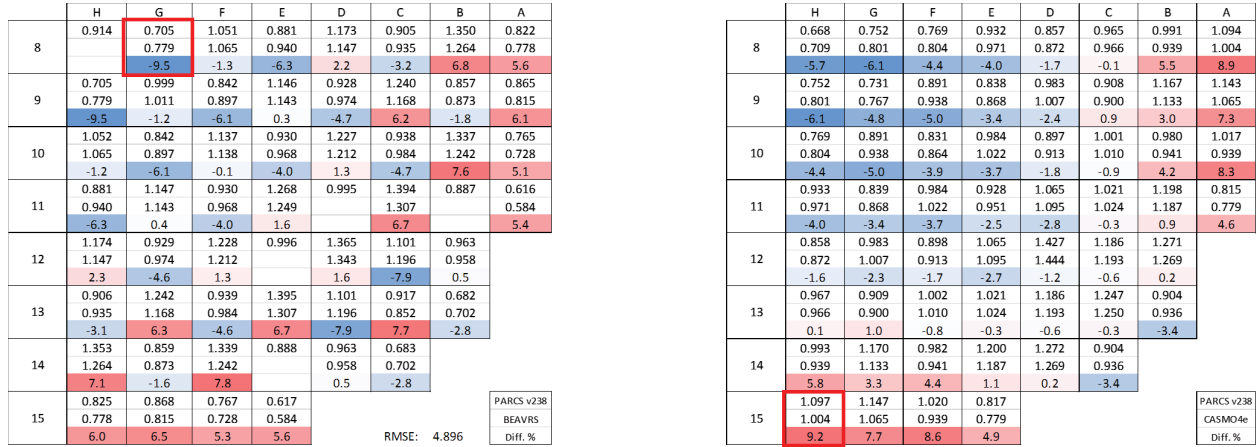 H G F E D C B A
0.914 0.705 1.051 0.881 1.173 0.905 1.350 0.822
8 0.779 1.065 0.940 1.147 0.935 1.264 0.778
-9.5 -1.3 -6.3 2.2 -3.2 6.8 5.6
0.705 0.999 0.842 1.146 0.928 1.240 0.857 0.865
9 0.779 1.011 0.897 1.143 0.974 1.168 0.873 0.815
-9.5 -1.2 -6.1 0.3 -4.7 6.2 -1.8 6.1
1.052 0.842 1.137 0.930 1.227 0.938 1.337 0.765
10 1.065 0.897 1.138 0.968 1.212 0.984 1.242 0.728
-1.2 -6.1 -0.1 -4.0 1.3 -4.7 7.6 5.1
0.881 1.147 0.930 1.268 0.995 1.394 0.887 0.616
11 0.940 1.143 0.968 1.249 1.307 0.584
-6.3 0.4 -4.0 1.6 6.7 5.4
1.174 0.929 1.228 0.996 1.365 1.101 0.963
12 1.147 0.974 1.212 1.343 1.196 0.958
2.3 -4.6 1.3 1.6 -7.9 0.5
0.906 1.242 0.939 1.395 1.101 0.917 0.682
13 0.935 1.168 0.984 1.307 1.196 0.852 0.702
-3.1 6.3 -4.6 6.7 -7.9 7.7 -2.8
1.353 0.859 1.339 0.888 0.963 0.683
14 1.264 0.873 1.242 0.958 0.702
7.1 -1.6 7.8 0.5 -2.8
0.825 0.868 0.767 0.617 PARCS v238
15 0.778 0.815 0.728 0.584 BEAVRS
6.0 6.5 5.3 5.6 RMSE: 4.896 Diff. %
H G F E D C B A
0.668 0.752 0.769 0.932 0.857 0.965 0.991 1.094
8 0.709 0.801 0.804 0.971 0.872 0.966 0.939 1.004
-5.7 -6.1 -4.4 -4.0 -1.7 -0.1 5.5 8.9
0.752 0.731 0.891 0.838 0.983 0.908 1.167 1.143
9 0.801 0.767 0.938 0.868 1.007 0.900 1.133 1.065
-6.1 -4.8 -5.0 -3.4 -2.4 0.9 3.0 7.3
0.769 0.891 0.831 0.984 0.897 1.001 0.980 1.017
10 0.804 0.938 0.864 1.022 0.913 1.010 0.941 0.939
-4.4 -5.0 -3.9 -3.7 -1.8 -0.9 4.2 8.3
0.933 0.839 0.984 0.928 1.065 1.021 1.198 0.815
11 0.971 0.868 1.022 0.951 1.095 1.024 1.187 0.779
-4.0 -3.4 -3.7 -2.5 -2.8 -0.3 0.9 4.6
0.858 0.983 0.898 1.065 1.427 1.186 1.271
12 0.872 1.007 0.913 1.095 1.444 1.193 1.269
-1.6 -2.3 -1.7 -2.7 -1.2 -0.6 0.2
0.967 0.909 1.002 1.021 1.186 1.247 0.904
13 0.966 0.900 1.010 1.024 1.193 1.250 0.936
0.1 1.0 -0.8 -0.3 -0.6 -0.3 -3.4
0.993 1.170 0.982 1.200 1.272 0.904
14 0.939 1.133 0.941 1.187 1.269 0.936
5.8 3.3 4.4 1.1 0.2 -3.4
1.097 1.147 1.020 0.817 PARCS v238
15 1.004 1.065 0.939 0.779 CASMO4e
9.2 7.7 8.6 4.9 Diff. %